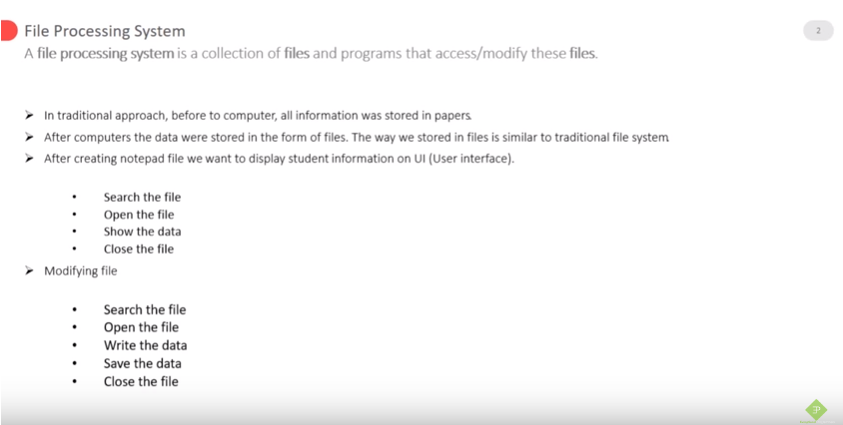 File Processing System
2
A file processing system is a collection of files and programs that access/modify these files.
➢ In traditional approach, before to computer, all information was stored in papers.
➢ After computers the data were stored in the form of files. The way we stored in files is similar to traditional file system
➢ After creating notepad file we want to display student information on UI (User interface).
• Search the file
• Open the file
• Show the data
• Close the file
➢ Modifying file
• Search the file
• Open the file
• Write the data
• Save the data
• Close the file